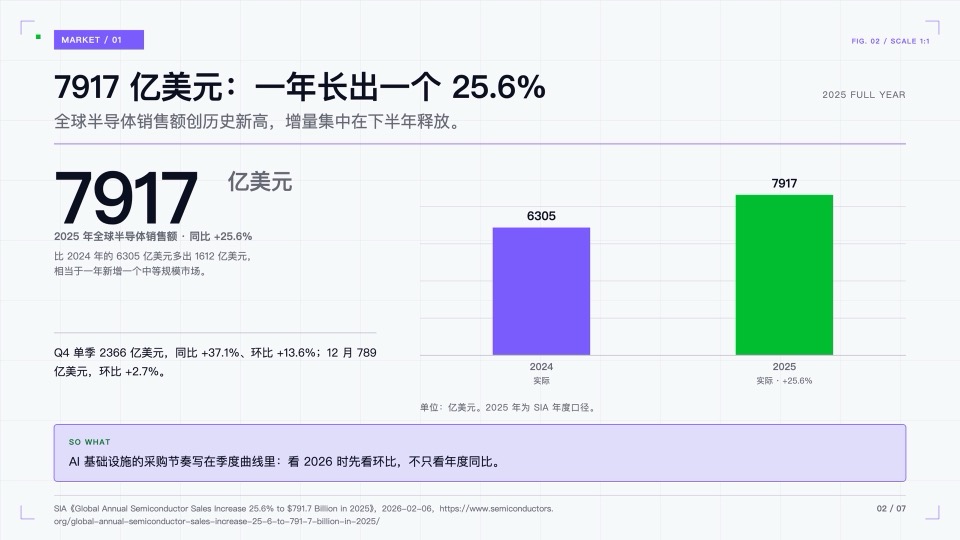 MARKET / 01
FIG. 02 / SCALE 1:1
7917 亿美元：一年长出一个 25.6%
2025 FULL YEAR
全球半导体销售额创历史新高，增量集中在下半年释放。
7917 亿美元
2025 年全球半导体销售额 · 同比 +25.6%
比 2024 年的 6305 亿美元多出 1612 亿美元，
相当于一年新增一个中等规模市场。
Q4 单季 2366 亿美元，同比 +37.1%、环比 +13.6%；12 月 789
亿美元，环比 +2.7%。
6305
7917
2024
实际
2025
实际 · +25.6%
单位：亿美元。2025 年为 SIA 年度口径。
SO WHAT
AI 基础设施的采购节奏写在季度曲线里：看 2026 时先看环比，不只看年度同比。
SIA《Global Annual Semiconductor Sales Increase 25.6% to $791.7 Billion in 2025》，2026-02-06，https://www.semiconductors.
org/global-annual-semiconductor-sales-increase-25-6-to-791-7-billion-in-2025/
02 / 07